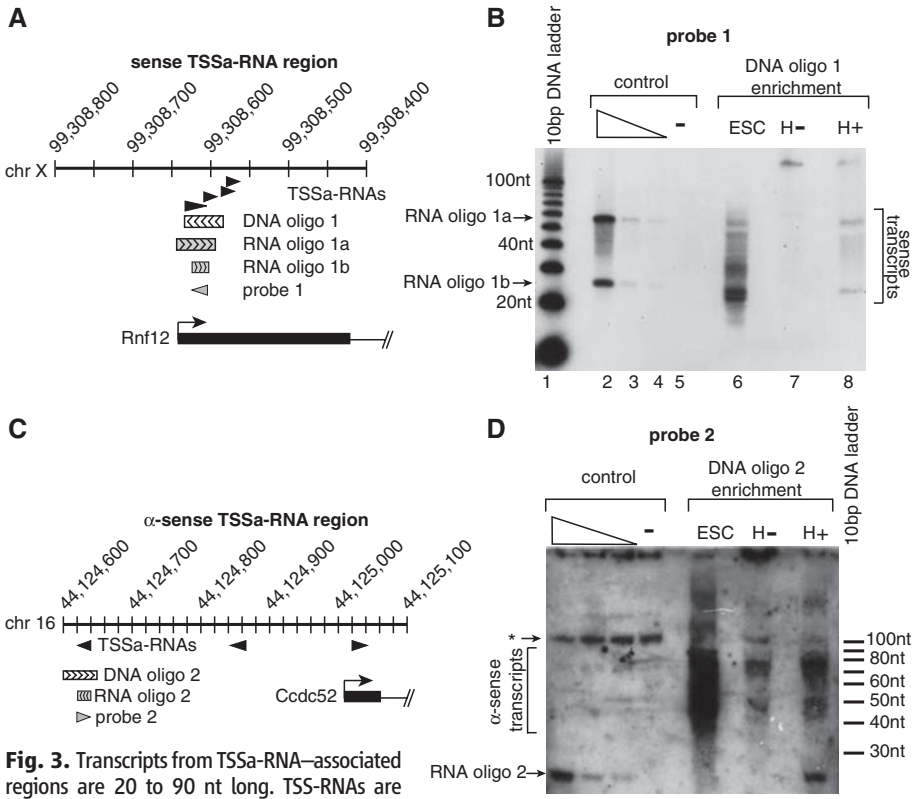 A
sense TSSa-RNA region
99,308,800
99,308,700
99,308,600
99,308,500
99,308,400
chr X
TSSa-RNAs
DNA oligo 1
RNA oligo 1a
RNA oligo 1b
probe 1
Rnf12
B
probe 1
10bp DNA ladder
control
DNA oligo 1
enrichment
-
ESC
H-
H+
100nt
RNA oligo 1a
40nt
RNA oligo 1b
20nt
sense
transcripts
1 2 3 4 5 6 7 8
C
α-sense TSSa-RNA region
44,124,600
44,124,700
44,124,800
44,124,900
44,125,000
44,125,100
chr 16
TSSa-RNAs
DNA oligo 2
RNA oligo 2
probe 2
Ccdc52
Fig. 3. Transcripts from TSSa-RNA–associated
regions are 20 to 90 nt long. TSS-RNAs are
D
probe 2
control
DNA oligo 2
enrichment
10bp DNA ladder
-
ESC
H-
H+
*
α-sense
transcripts
RNA oligo 2
100nt
80nt
60nt
50nt
40nt
30nt